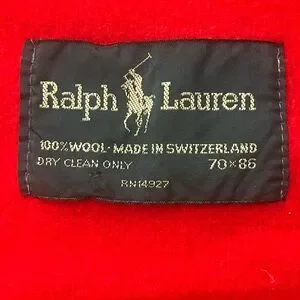 Ralph Lauren
100% WOOL - MADE IN SWITZERLAND
DRY CLEAN ONLY 70×86
RN14927